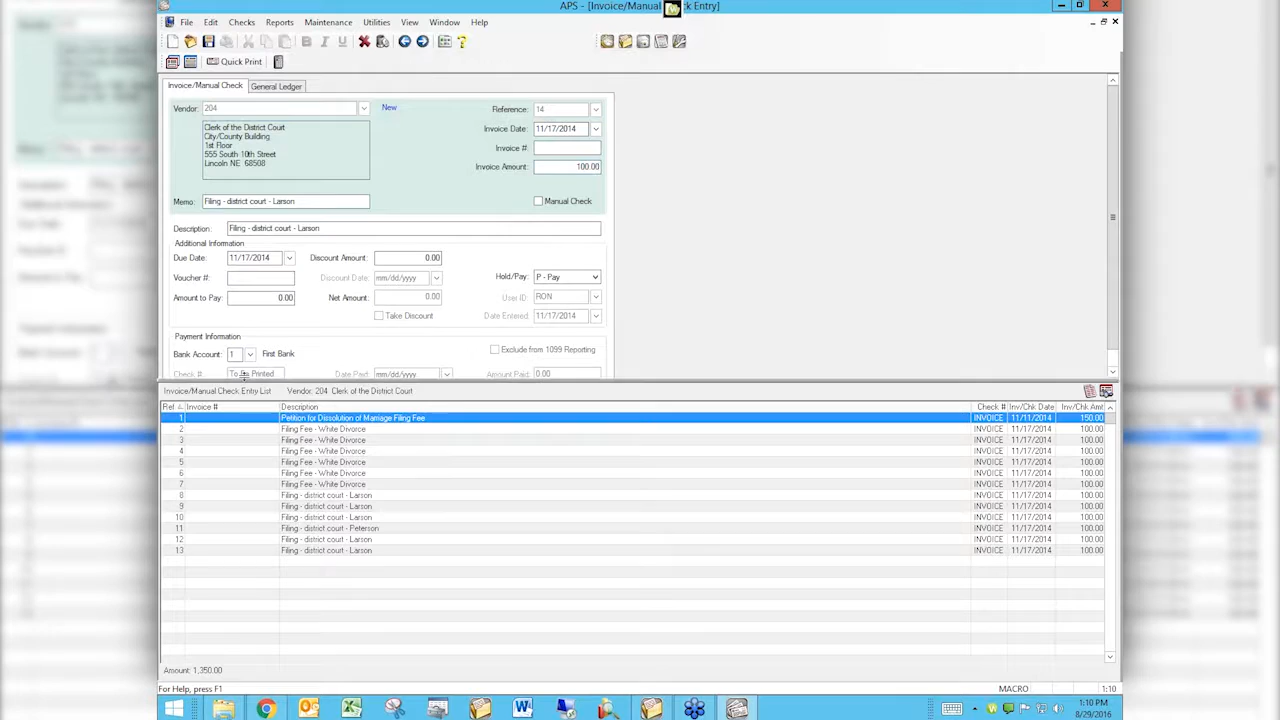 APS - [Invoice/Manual ck Entry]
File Edit Checks Reports Maintenance Utilities View Window Help
Quick Print
Invoice/Manual Check General Ledger
Vendor: 204 New Reference: 14
Clerk of the District Court
City/County Building
1st Floor
555 South 10th Street
Lincoln NE 68508
Invoice Date: 11/17/2014
Invoice #:
Invoice Amount: 100.00
Memo: Filing - district court - Larson Manual Check
Description: Filing - district court - Larson
Additional Information
Due Date: 11/17/2014 Discount Amount: 0.00
Voucher #: Discount Date: mm/dd/yyyy Hold/Pay: P - Pay
Amount to Pay: 0.00 Net Amount: 0.00 User ID: RON
Take Discount Date Entered: 11/17/2014
Payment Information
Bank Account: 1 First Bank Exclude from 1099 Reporting
Check #: To Printed Date Paid: mm/dd/yyyy Amount Paid: 0.00
Invoice/Manual Check Entry List Vendor: 204 Clerk of the District Court
Ref Invoice # Description Check # Inv/Chk Date Inv/Chk Amt
1 Petition for Dissolution of Marriage Filing Fee INVOICE 11/11/2014 150.00
2 Filing Fee - White Divorce INVOICE 11/17/2014 100.00
3 Filing Fee - White Divorce INVOICE 11/17/2014 100.00
4 Filing Fee - White Divorce INVOICE 11/17/2014 100.00
5 Filing Fee - White Divorce INVOICE 11/17/2014 100.00
6 Filing Fee - White Divorce INVOICE 11/17/2014 100.00
7 Filing Fee - White Divorce INVOICE 11/17/2014 100.00
8 Filing - district court - Larson INVOICE 11/17/2014 100.00
9 Filing - district court - Larson INVOICE 11/17/2014 100.00
10 Filing - district court - Larson INVOICE 11/17/2014 100.00
11 Filing - district court - Peterson INVOICE 11/17/2014 100.00
12 Filing - district court - Larson INVOICE 11/17/2014 100.00
13 Filing - district court - Larson INVOICE 11/17/2014 100.00
Amount: 1,350.00
For Help, press F1 MACRO 1:10
1:10 PM
8/29/2016